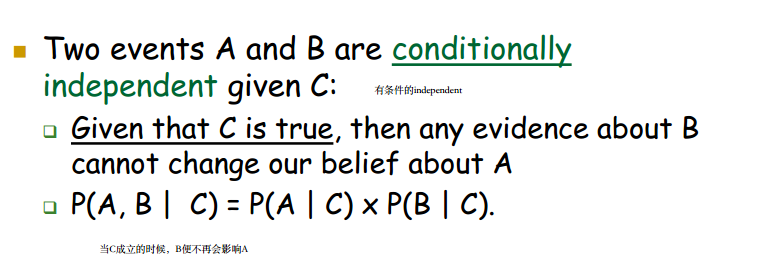 Two events A and B are conditionally
independent given C:
有条件的independent
Given that C is true, then any evidence about B
cannot change our belief about A
P(A, B | C) = P(A | C) x P(B | C).
当C成立的时候，B便不再会影响A